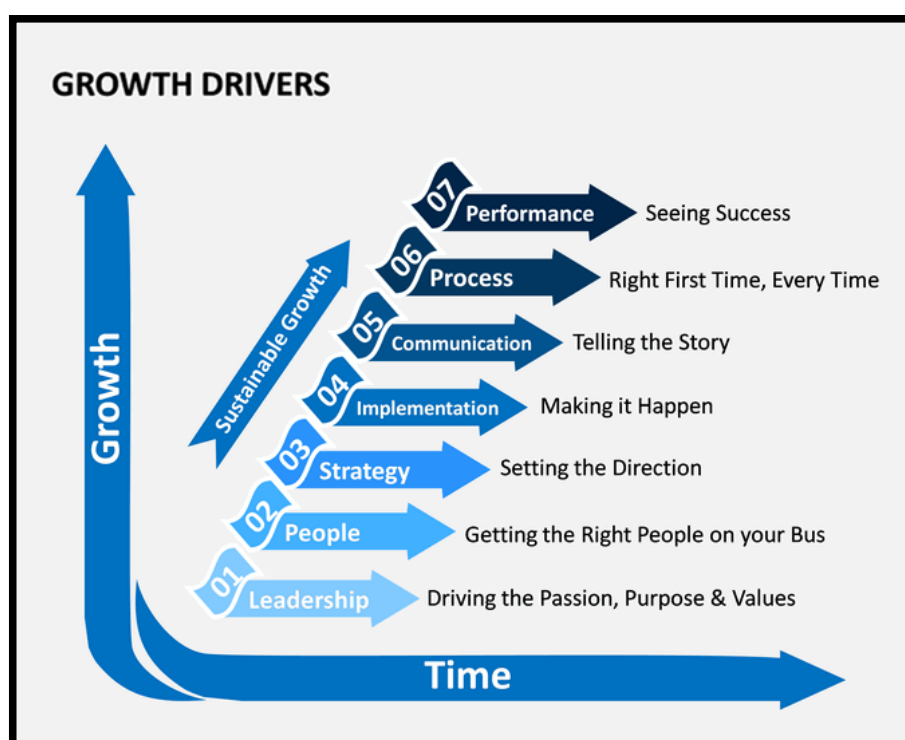 GROWTH DRIVERS
Growth
Sustainable Growth
07 Performance Seeing Success
06 Process Right First Time, Every Time
05 Communication Telling the Story
04 Implementation Making it Happen
03 Strategy Setting the Direction
02 People Getting the Right People on your Bus
01 Leadership Driving the Passion, Purpose & Values
Time